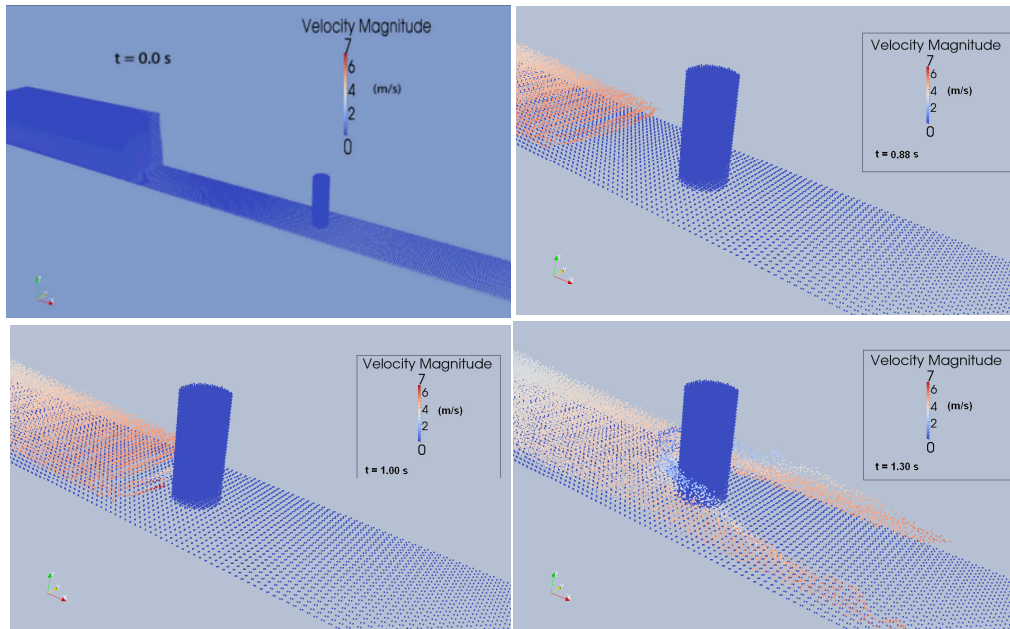 Velocity Magnitude
7
t = 0.0 s
6
4
(m/s)
2
0
Velocity Magnitude
7
6
4
(m/s)
2
0
t = 0.88 s
Velocity Magnitude
7
6
4
(m/s)
2
0
t = 1.00 s
Velocity Magnitude
7
6
4
(m/s)
2
0
t = 1.30 s